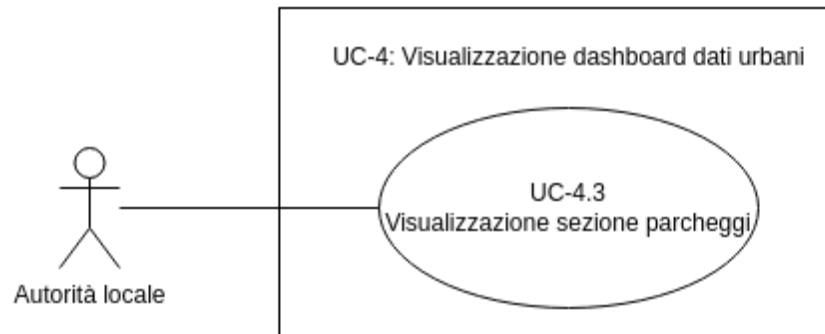 UC-4: Visualizzazione dashboard dati urbani
UC-4.3
Visualizzazione sezione parcheggi
Autorità locale